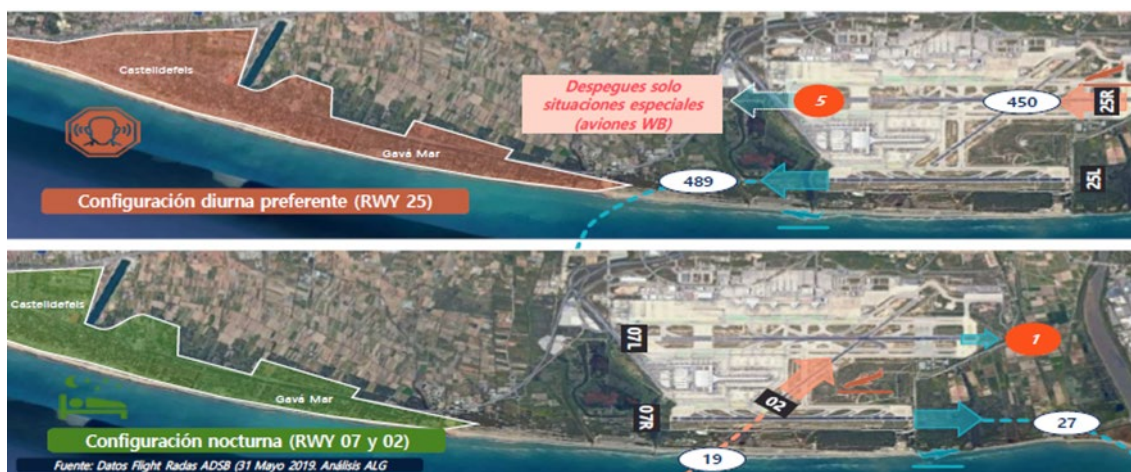 Castelldefels
Gavá Mar
Despegues solo
situaciones especiales
(aviones WB)
5
450
25R
489
25L
Configuración diurna preferente (RWY 25)
Castelldefels
Gavá Mar
07L
1
02
07R
27
19
Configuración nocturna (RWY 07 y 02)
Fuente: Datos Flight Radas ADSB (31 Mayo 2019. Análisis ALG